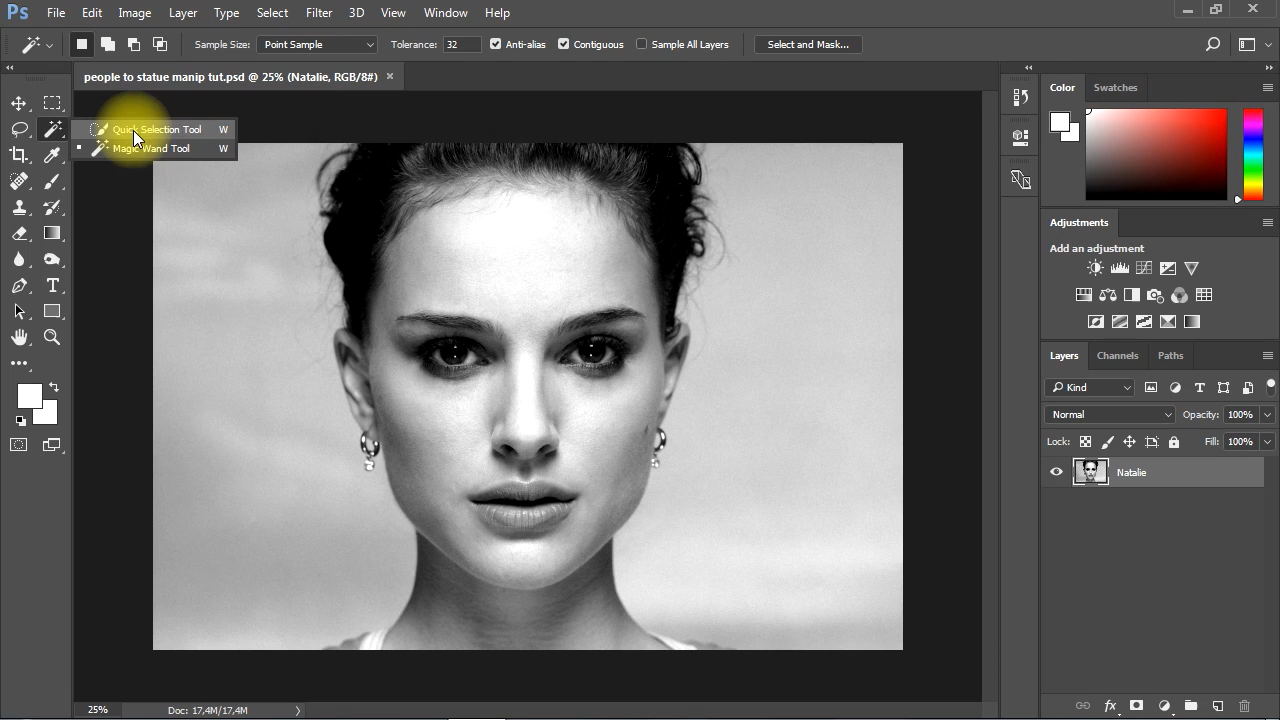 Ps File Edit Image Layer Type Select Filter 3D View Window Help
Sample Size: Point Sample Tolerance: 32 Anti-alias Contiguous Sample All Layers Select and Mask...
people to statue manip tut.psd @ 25% (Natalie, RGB/8#) ×
Quick Selection Tool W
Magic Wand Tool W
Color Swatches
Adjustments
Add an adjustment
Layers Channels Paths
Kind
Normal Opacity: 100%
Lock: Fill: 100%
Natalie
25% Doc: 17,4M/17,4M